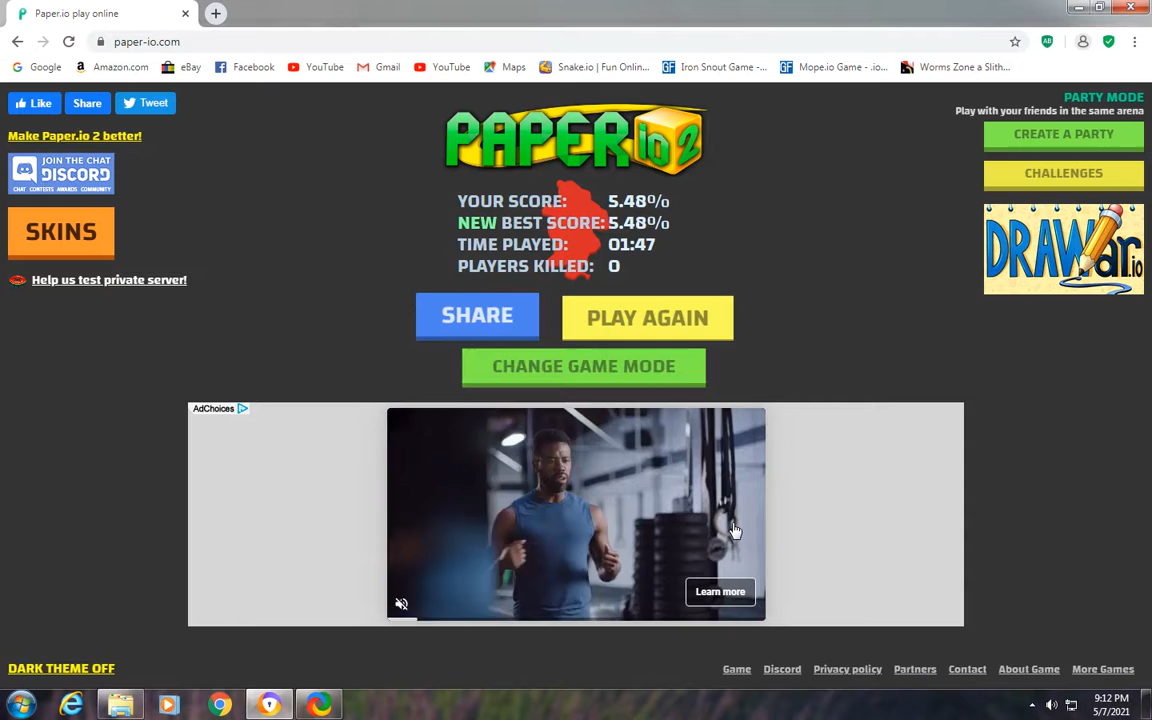 Paper.io play online
paper-io.com
Google Amazon.com eBay Facebook YouTube Gmail YouTube Maps Snake.io | Fun Onlin... Iron Snout Game -... Mope.io Game - .io... Worms Zone a Slith...
Like Share Tweet
Make Paper.io 2 better!
JOIN THE CHAT
DISCORD
CHAT CONTESTS AWARDS COMMUNITY
SKINS
Help us test private server!
PAPER io 2
YOUR SCORE: 5.48%
NEW BEST SCORE: 5.48%
TIME PLAYED: 01:47
PLAYERS KILLED: 0
SHARE PLAY AGAIN
CHANGE GAME MODE
PARTY MODE
Play with your friends in the same arena
CREATE A PARTY
CHALLENGES
DRAWar.io
AdChoices
Learn more
DARK THEME OFF
Game Discord Privacy policy Partners Contact About Game More Games
9:12 PM
5/7/2021